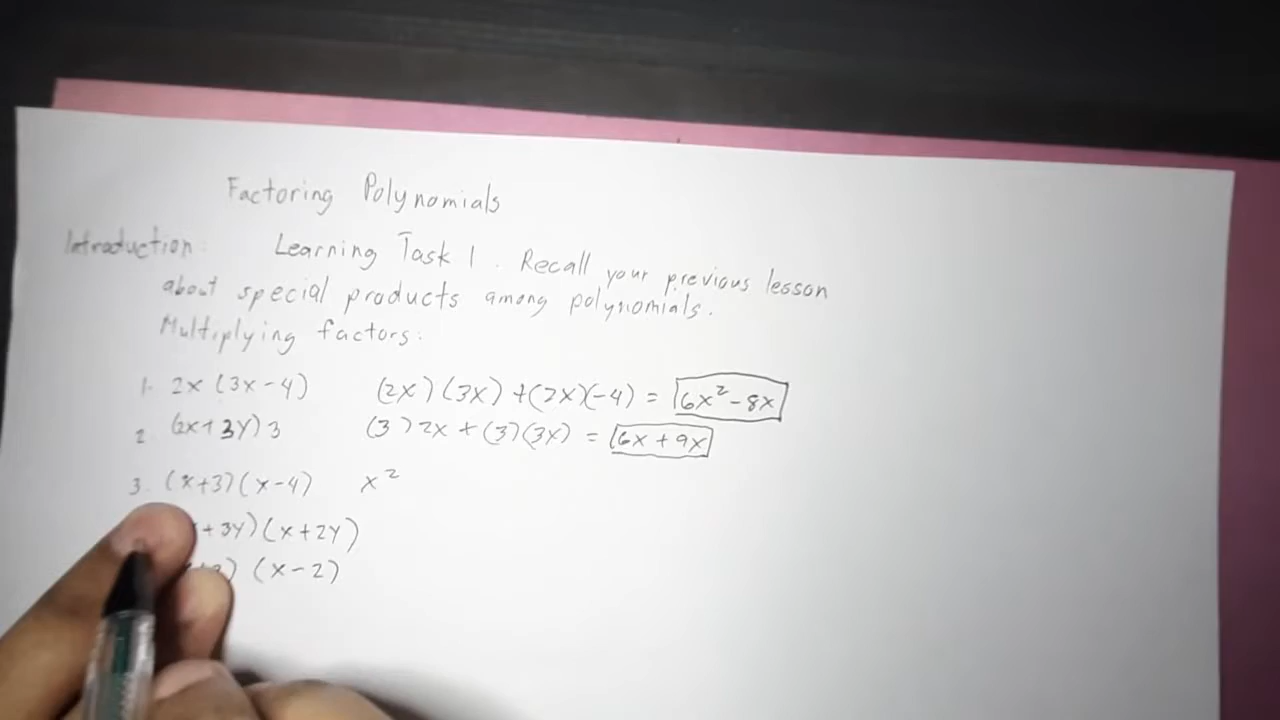 Factoring Polynomials
Introduction: Learning Task 1. Recall your previous lesson
about special products among polynomials.
Multiplying factors:
1. 2x (3x-4) (2x)(3x)+(2x)(-4) = 6x²-8x
2. (2x+3y)3 (3)2x+(3)(3x) = 6x+9x
3. (x+3)(x-4) x²
+3y)(x+2y)
(x-2)